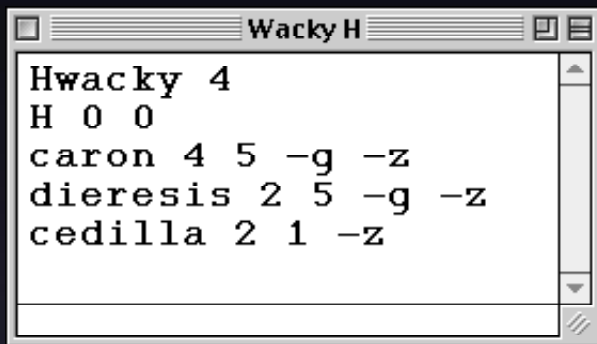 Wacky H
Hwacky 4
H 0 0
caron 4 5 -g -z
dieresis 2 5 -g -z
cedilla 2 1 -z